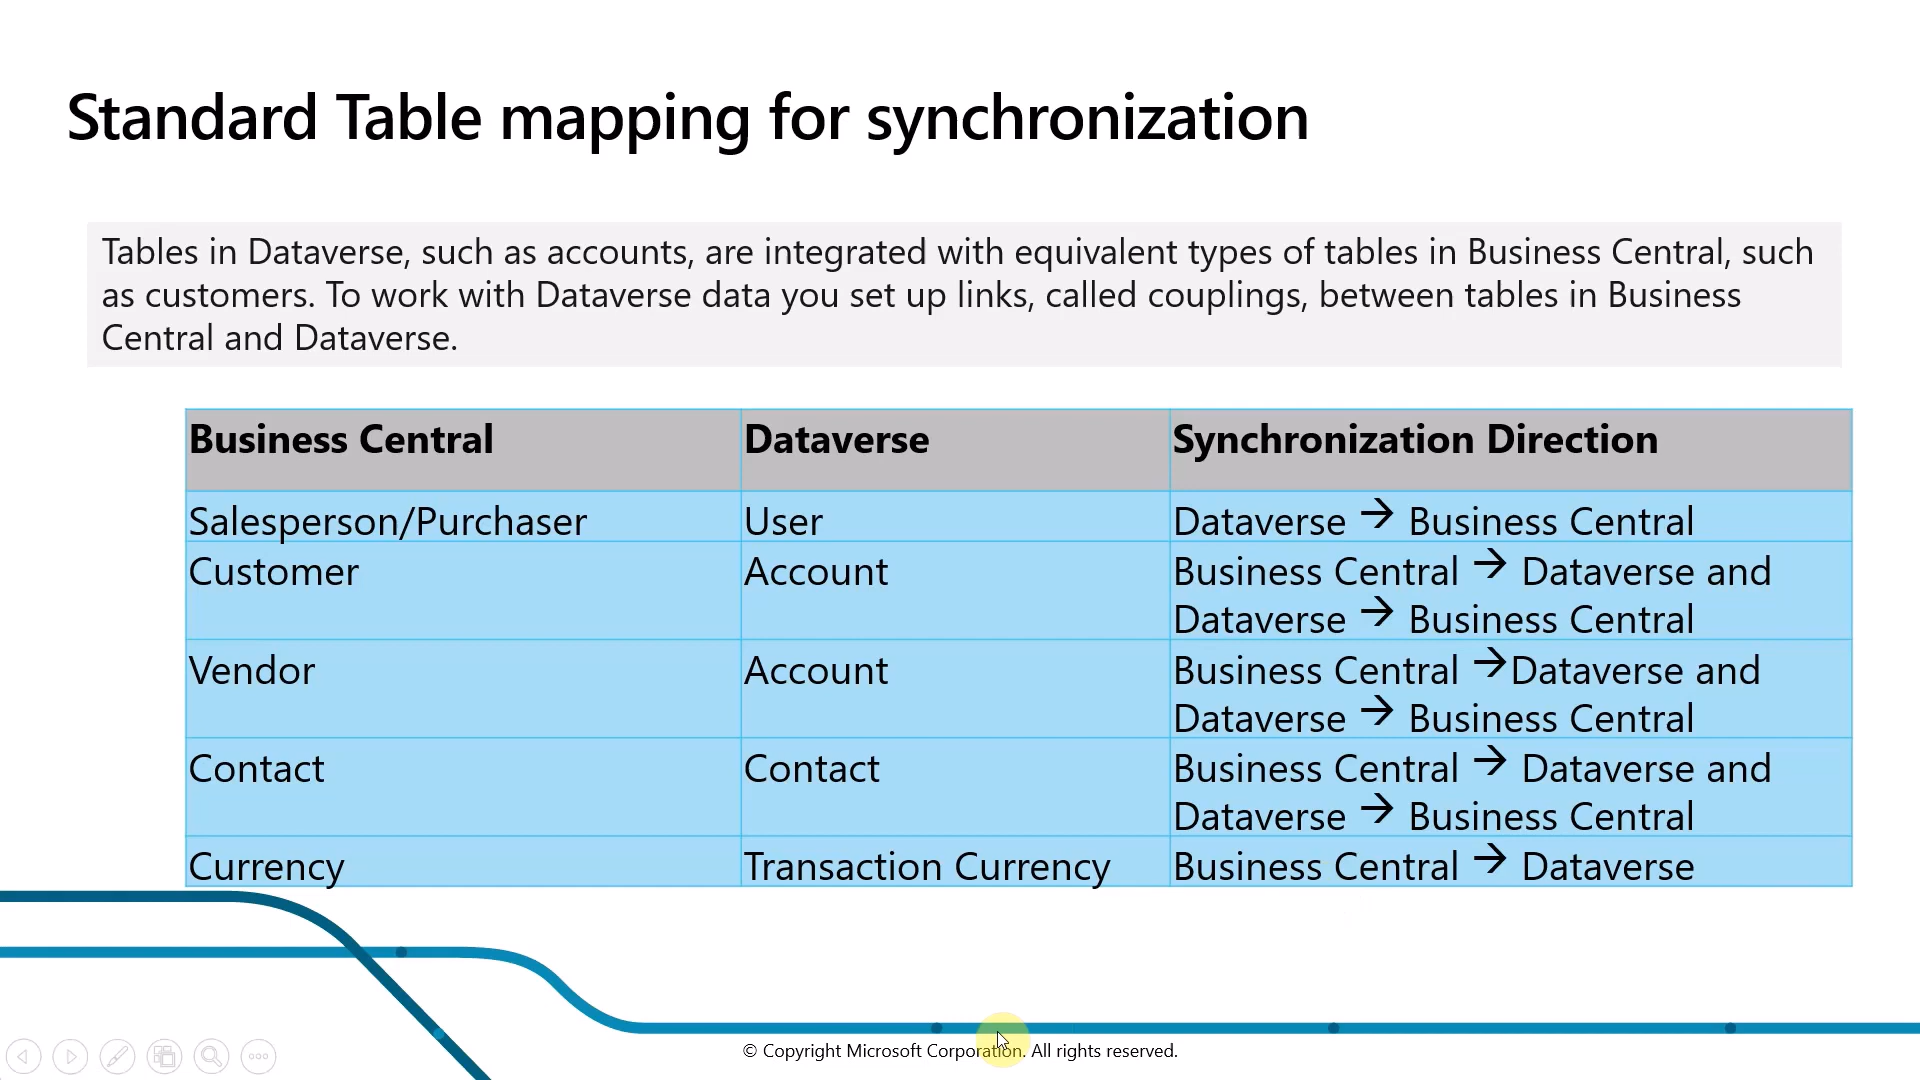 Standard Table mapping for synchronization
Tables in Dataverse, such as accounts, are integrated with equivalent types of tables in Business Central, such
as customers. To work with Dataverse data you set up links, called couplings, between tables in Business
Central and Dataverse.
Business Central Dataverse Synchronization Direction
Salesperson/Purchaser User Dataverse → Business Central
Customer Account Business Central → Dataverse and
Dataverse → Business Central
Vendor Account Business Central →Dataverse and
Dataverse → Business Central
Contact Contact Business Central → Dataverse and
Dataverse → Business Central
Currency Transaction Currency Business Central → Dataverse
© Copyright Microsoft Corporation. All rights reserved.